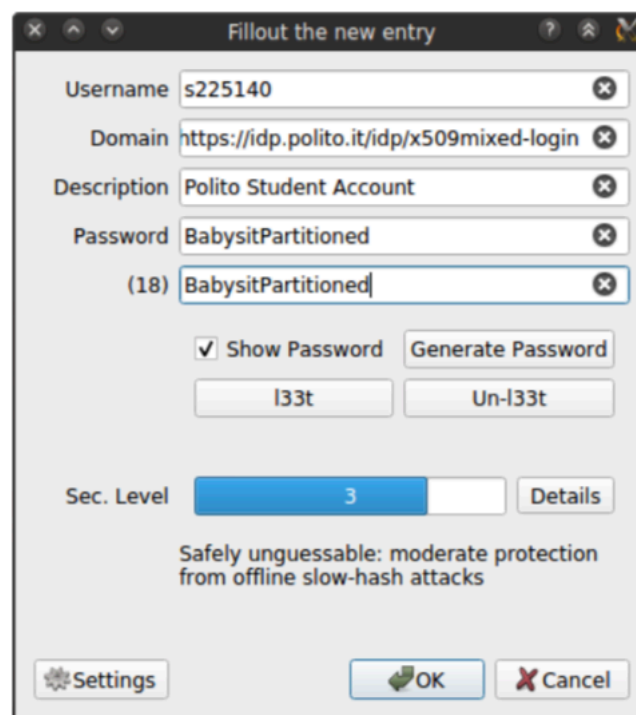 Fillout the new entry
Username s225140
Domain https://idp.polito.it/idp/x509mixed-login
Description Polito Student Account
Password BabysitPartitioned
(18) BabysitPartitioned
✓ Show Password Generate Password
l33t Un-l33t
Sec. Level 3 Details
Safely unguessable: moderate protection
from offline slow-hash attacks
Settings OK Cancel